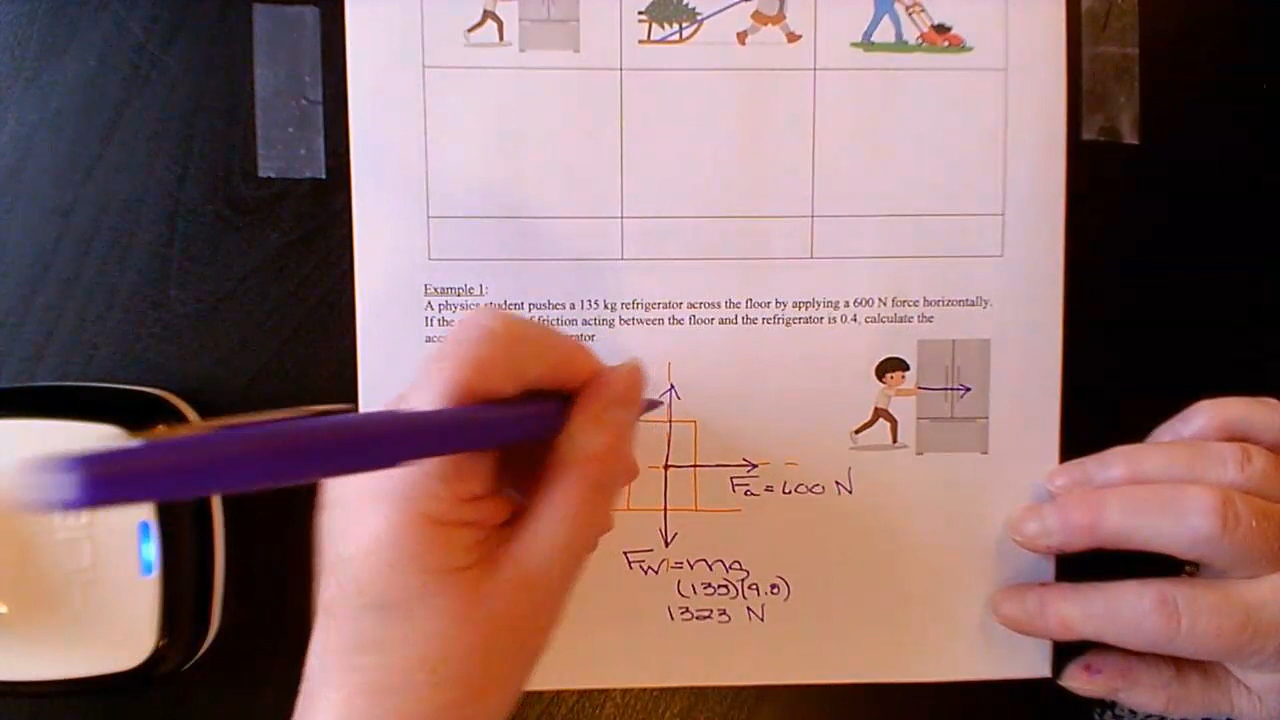 Example 1:
A physics student pushes a 135 kg refrigerator across the floor by applying a 600 N force horizontally.
If the of friction acting between the floor and the refrigerator is 0.4, calculate the
Fa = 600 N
Fw = mg
(135)(9.8)
1323 N